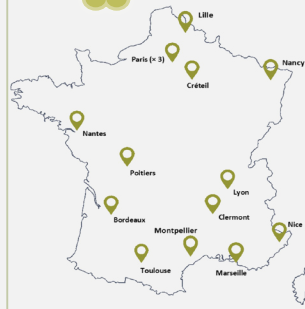 Lille
Paris (× 3)
Nancy
Créteil
Nantes
Poitiers
Lyon
Bordeaux
Clermont
Montpellier
Nice
Toulouse
Marseille